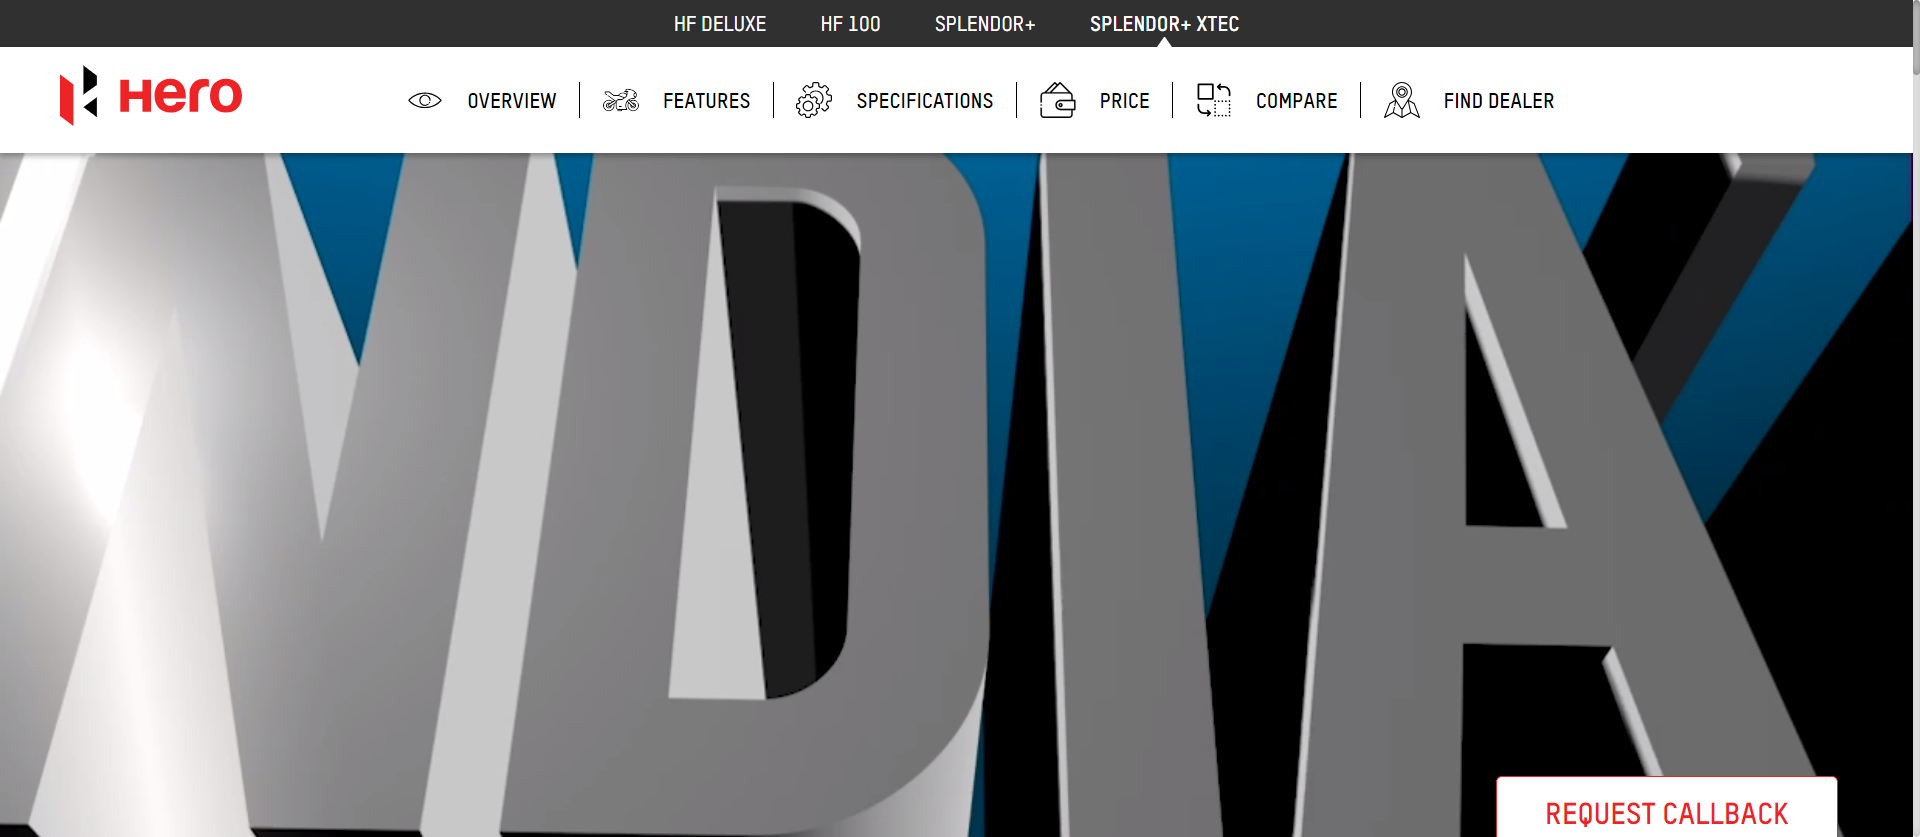 HF DELUXE HF 100 SPLENDOR+ SPLENDOR+ XTEC
Hero OVERVIEW FEATURES SPECIFICATIONS PRICE COMPARE FIND DEALER
NDIA
REQUEST CALLBACK